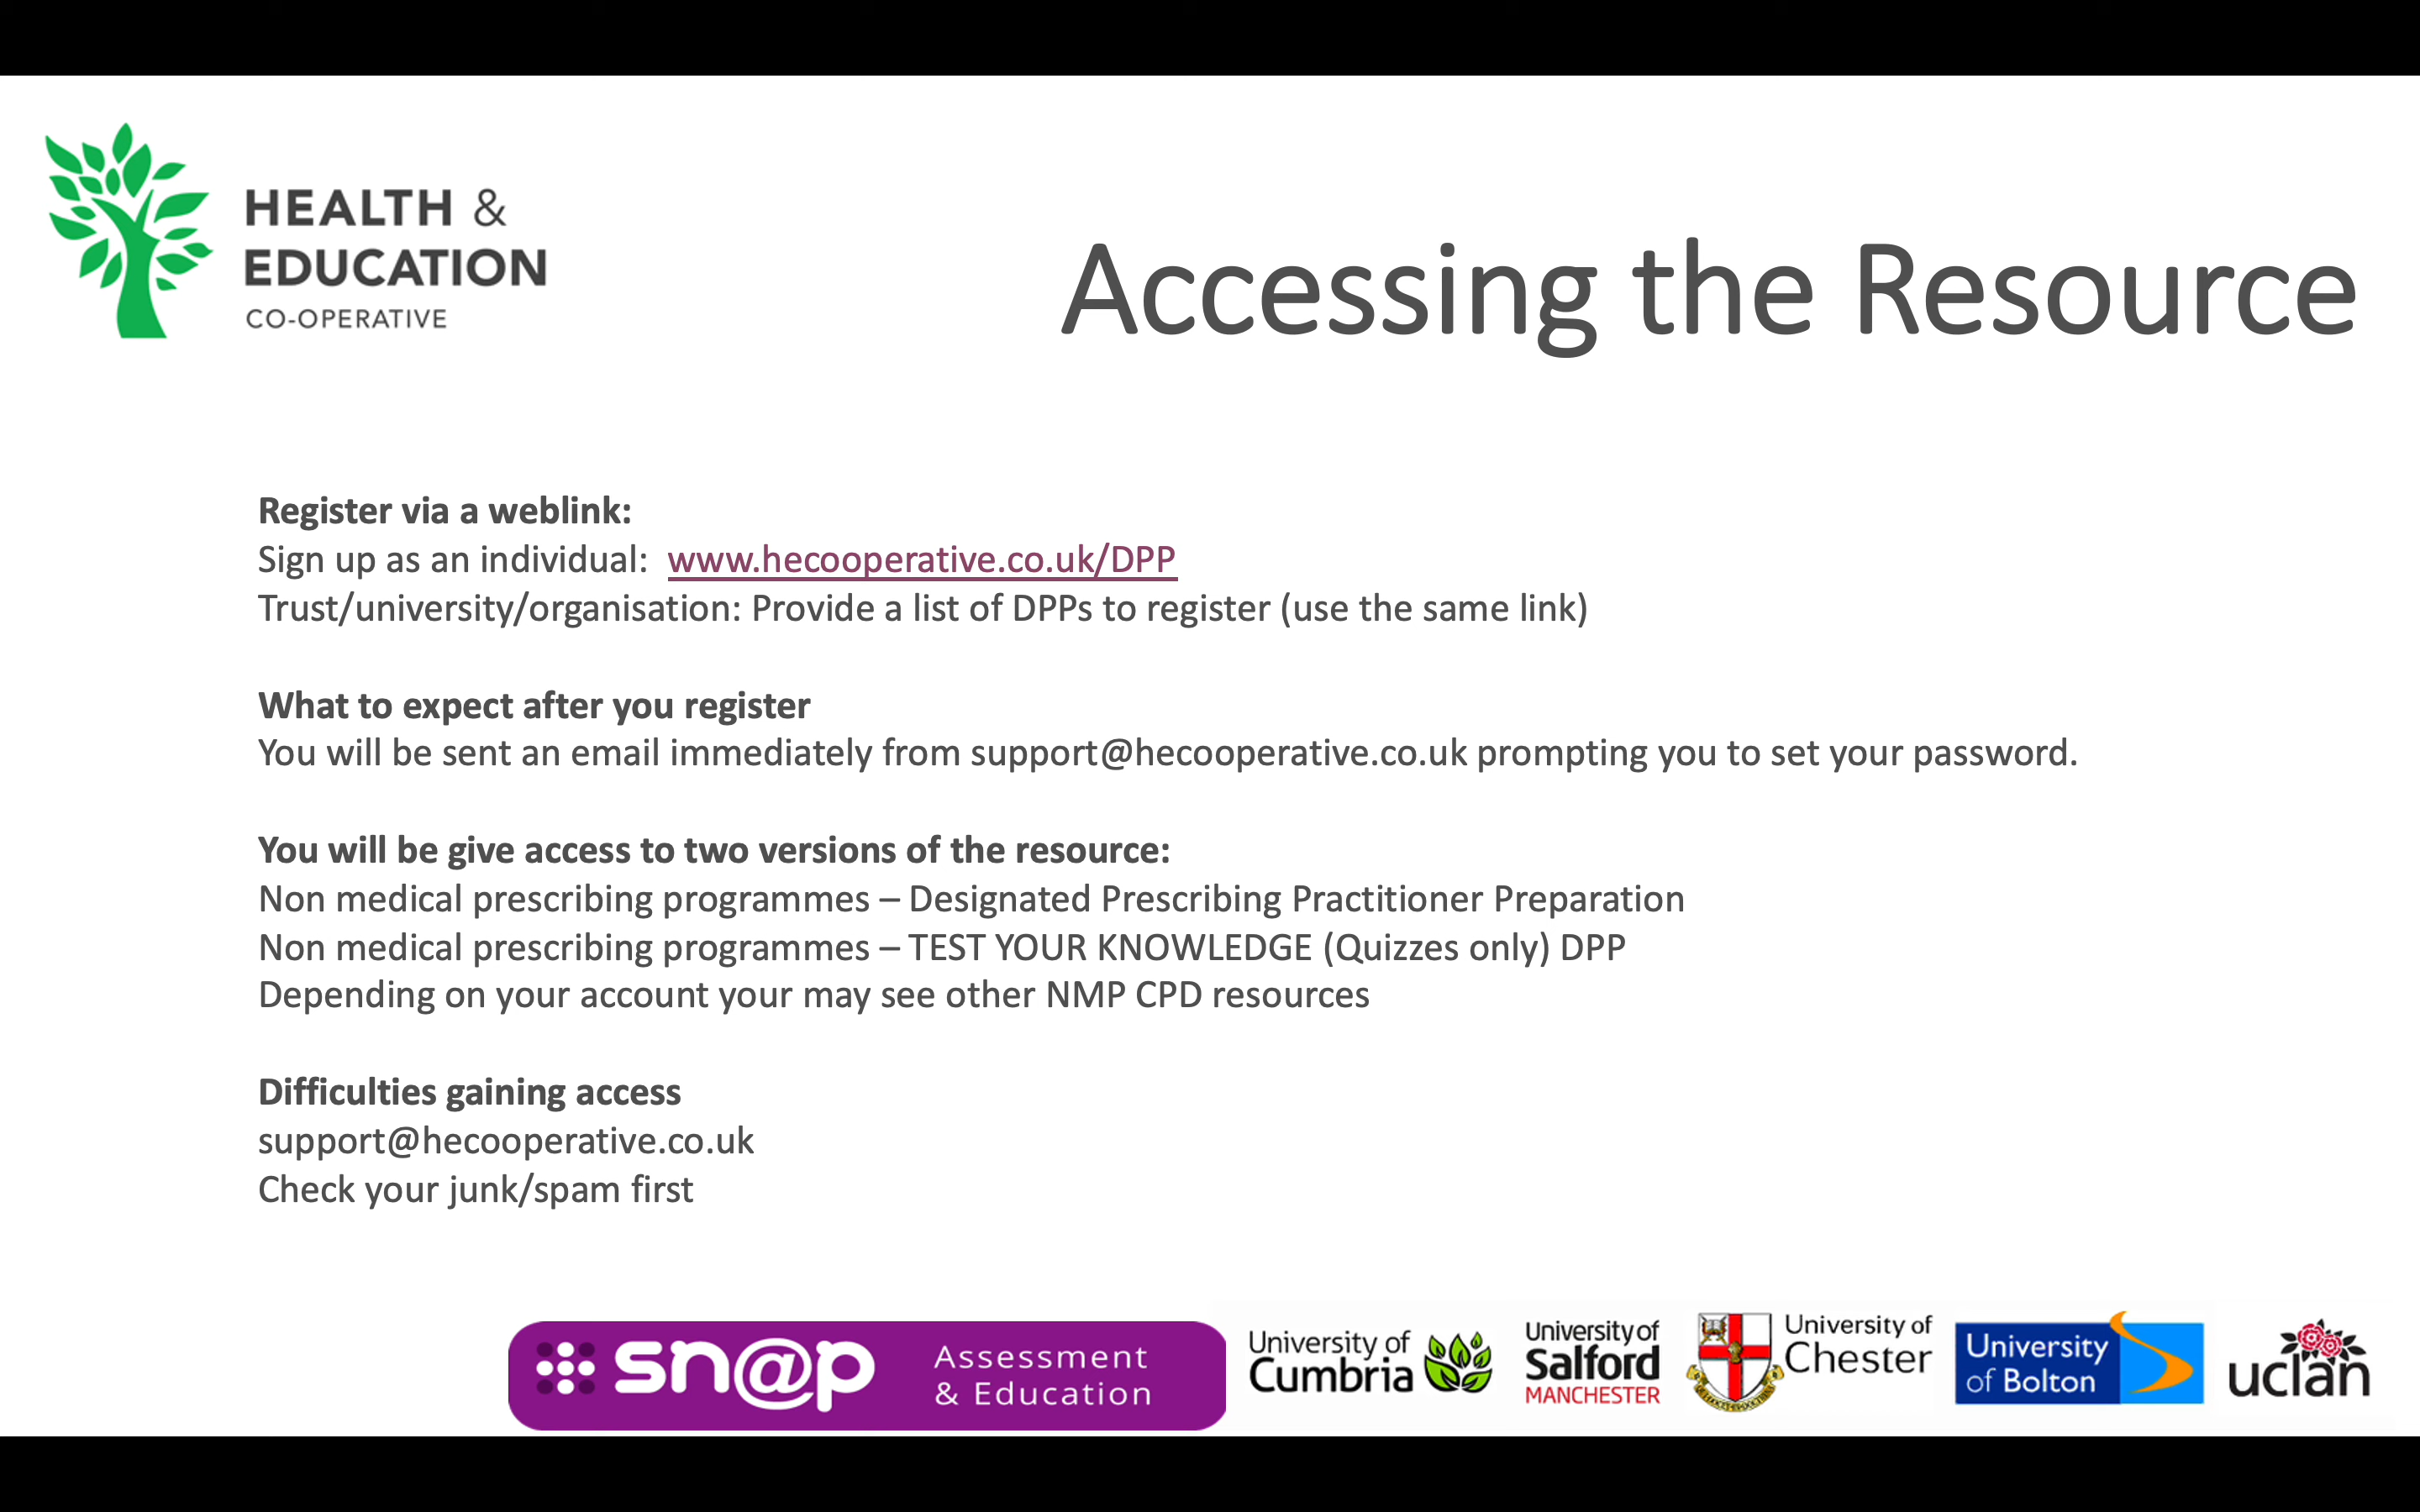 HEALTH &
EDUCATION
CO-OPERATIVE
Accessing the Resource
Register via a weblink:
Sign up as an individual: www.hecooperative.co.uk/DPP
Trust/university/organisation: Provide a list of DPPs to register (use the same link)
What to expect after you register
You will be sent an email immediately from support@hecooperative.co.uk prompting you to set your password.
You will be give access to two versions of the resource:
Non medical prescribing programmes – Designated Prescribing Practitioner Preparation
Non medical prescribing programmes – TEST YOUR KNOWLEDGE (Quizzes only) DPP
Depending on your account your may see other NMP CPD resources
Difficulties gaining access
support@hecooperative.co.uk
Check your junk/spam first
sn@p
Assessment
& Education
University of
Cumbria
University of
Salford
MANCHESTER
University of
Chester
University
of Bolton
uclan